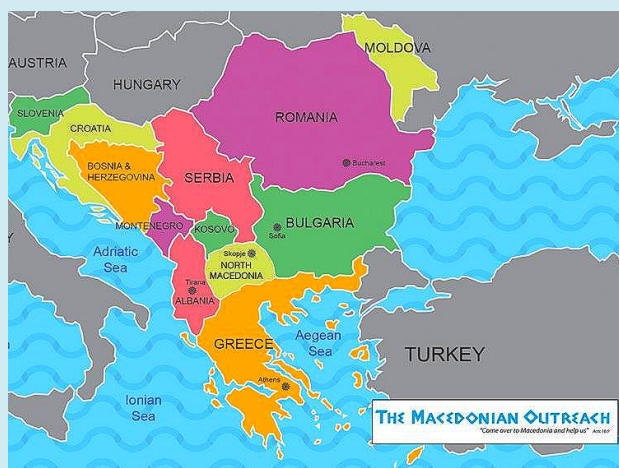 MOLDOVA
AUSTRIA
HUNGARY
SLOVENIA
CROATIA
ROMANIA
BOSNIA &
HERZEGOVINA
Bucharest
SERBIA
MONTENEGRO
KOSOVO
BULGARIA
Sofia
Adriatic
Sea
Skopje
NORTH
MACEDONIA
Tirana
ALBANIA
GREECE
Aegean
Sea
TURKEY
Athens
Ionian
Sea
THE MACEDONIAN OUTREACH
"Come over to Macedonia and help us"